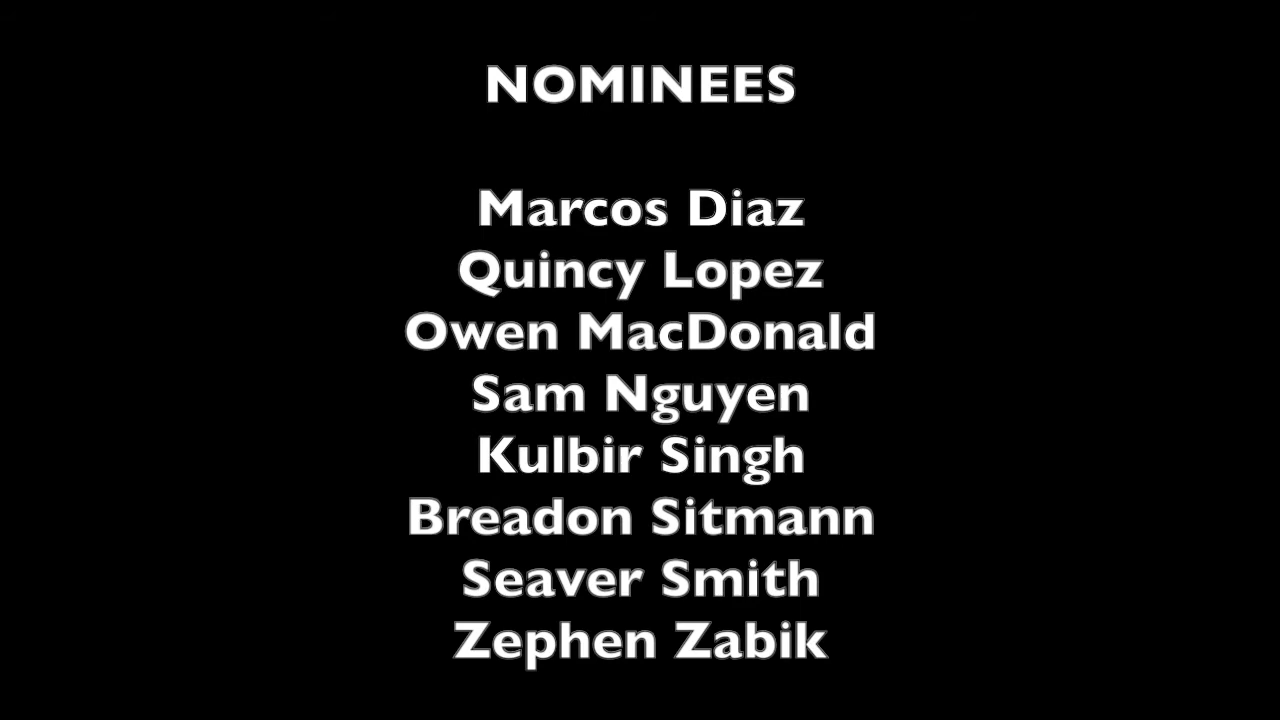 NOMINEES
Marcos Diaz
Quincy Lopez
Owen MacDonald
Sam Nguyen
Kulbir Singh
Breadon Sitmann
Seaver Smith
Zephen Zabik